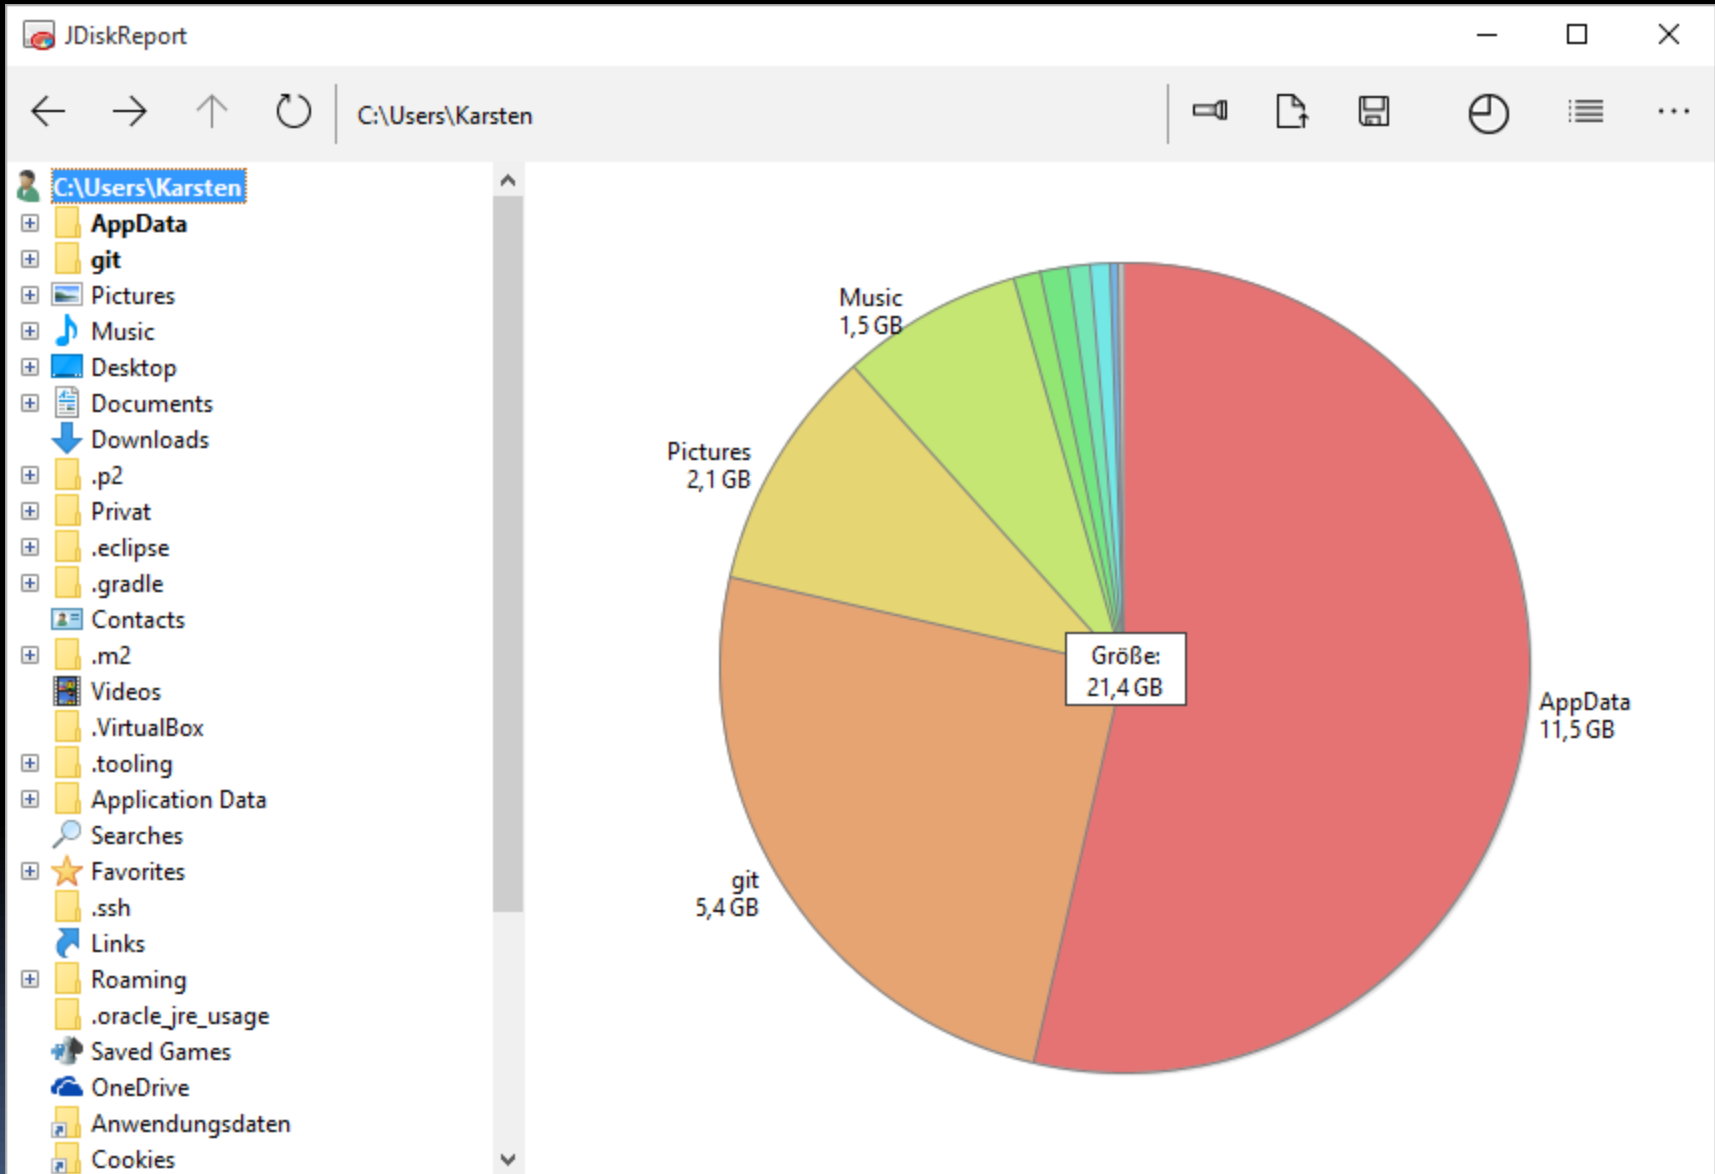 JDiskReport
C:\Users\Karsten
C:\Users\Karsten
AppData
git
Pictures
Music
Desktop
Documents
Downloads
.p2
Privat
.eclipse
.gradle
Contacts
.m2
Videos
.VirtualBox
.tooling
Application Data
Searches
Favorites
.ssh
Links
Roaming
.oracle_jre_usage
Saved Games
OneDrive
Anwendungsdaten
Cookies
Music
1,5 GB
Pictures
2,1 GB
Größe:
21,4 GB
AppData
11,5 GB
git
5,4 GB